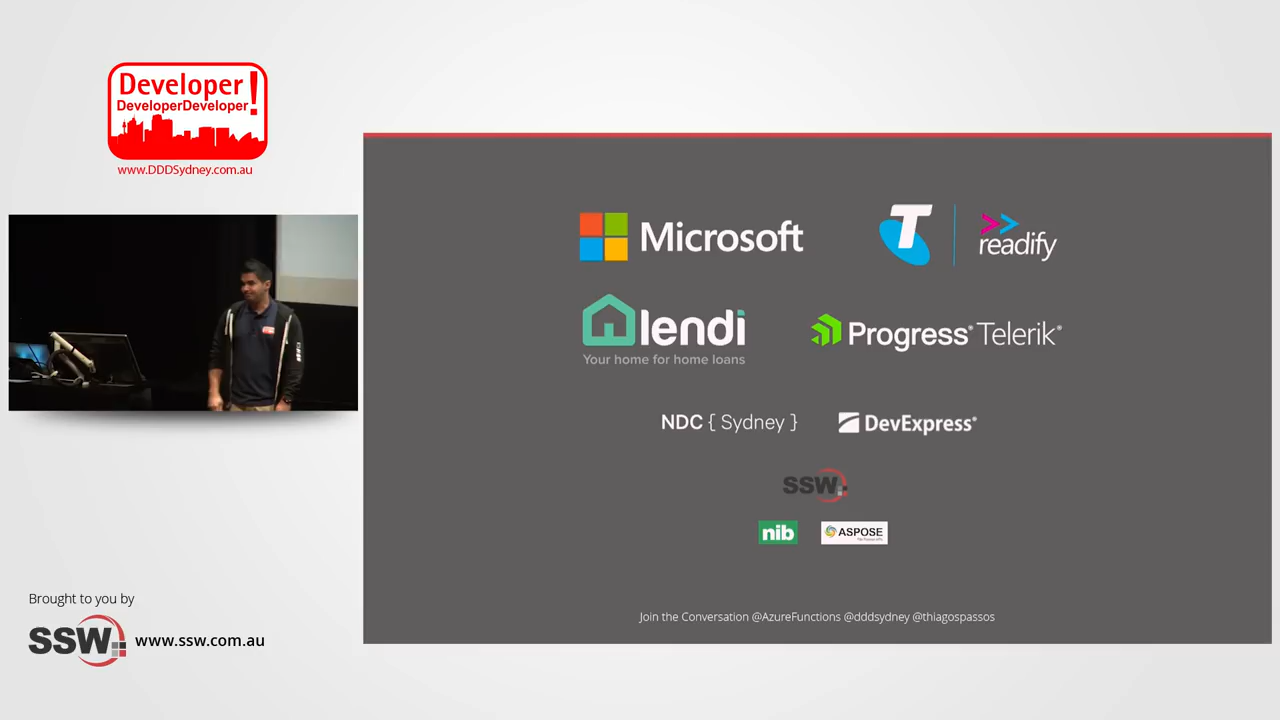 Developer!
DeveloperDeveloper
www.DDDSydney.com.au
Microsoft
T
readify
lendi
Your home for home loans
Progress® Telerik®
NDC { Sydney }
DevExpress®
SSW
nib
ASPOSE
Join the Conversation @AzureFunctions @dddsydney @thiagospassos
Brought to you by
SSW
www.ssw.com.au